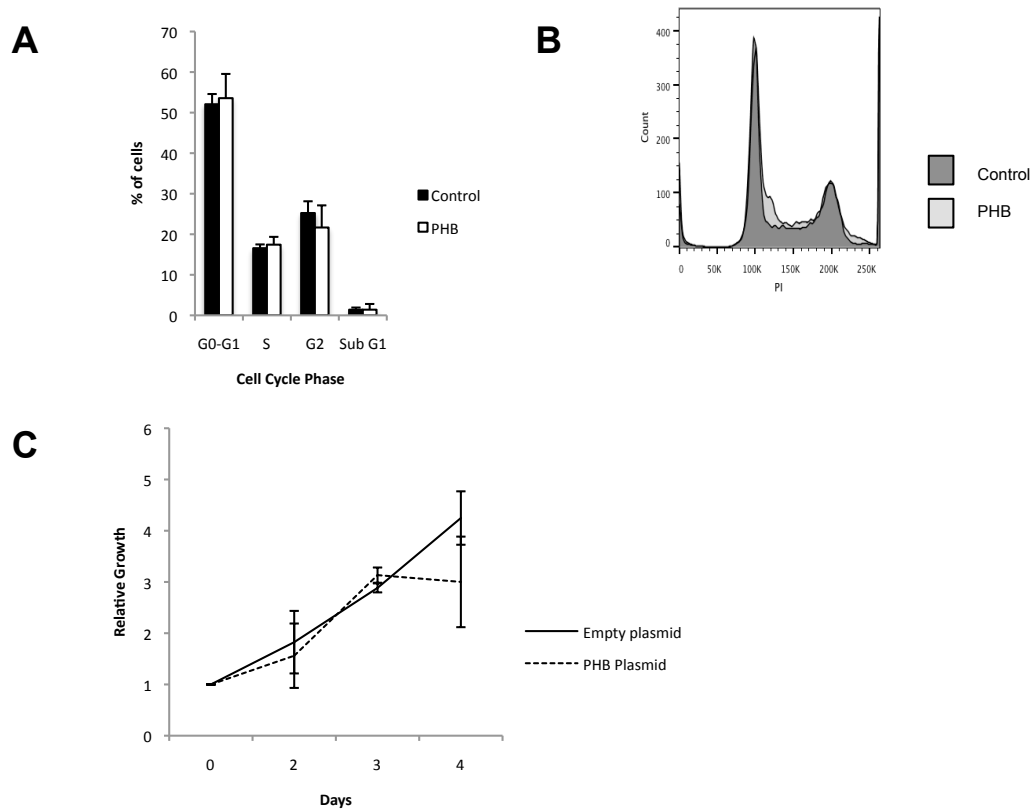 A
70
60
50
40
30
20
10
0
% of cells
G0-G1 S G2 Sub G1
Cell Cycle Phase
Control
PHB
B
400
300
200
100
0
Count
0 50K 100K 150K 200K 250K
PI
Control
PHB
C
6
5
4
3
2
1
0
Relative Growth
0 2 3 4
Days
Empty plasmid
PHB Plasmid